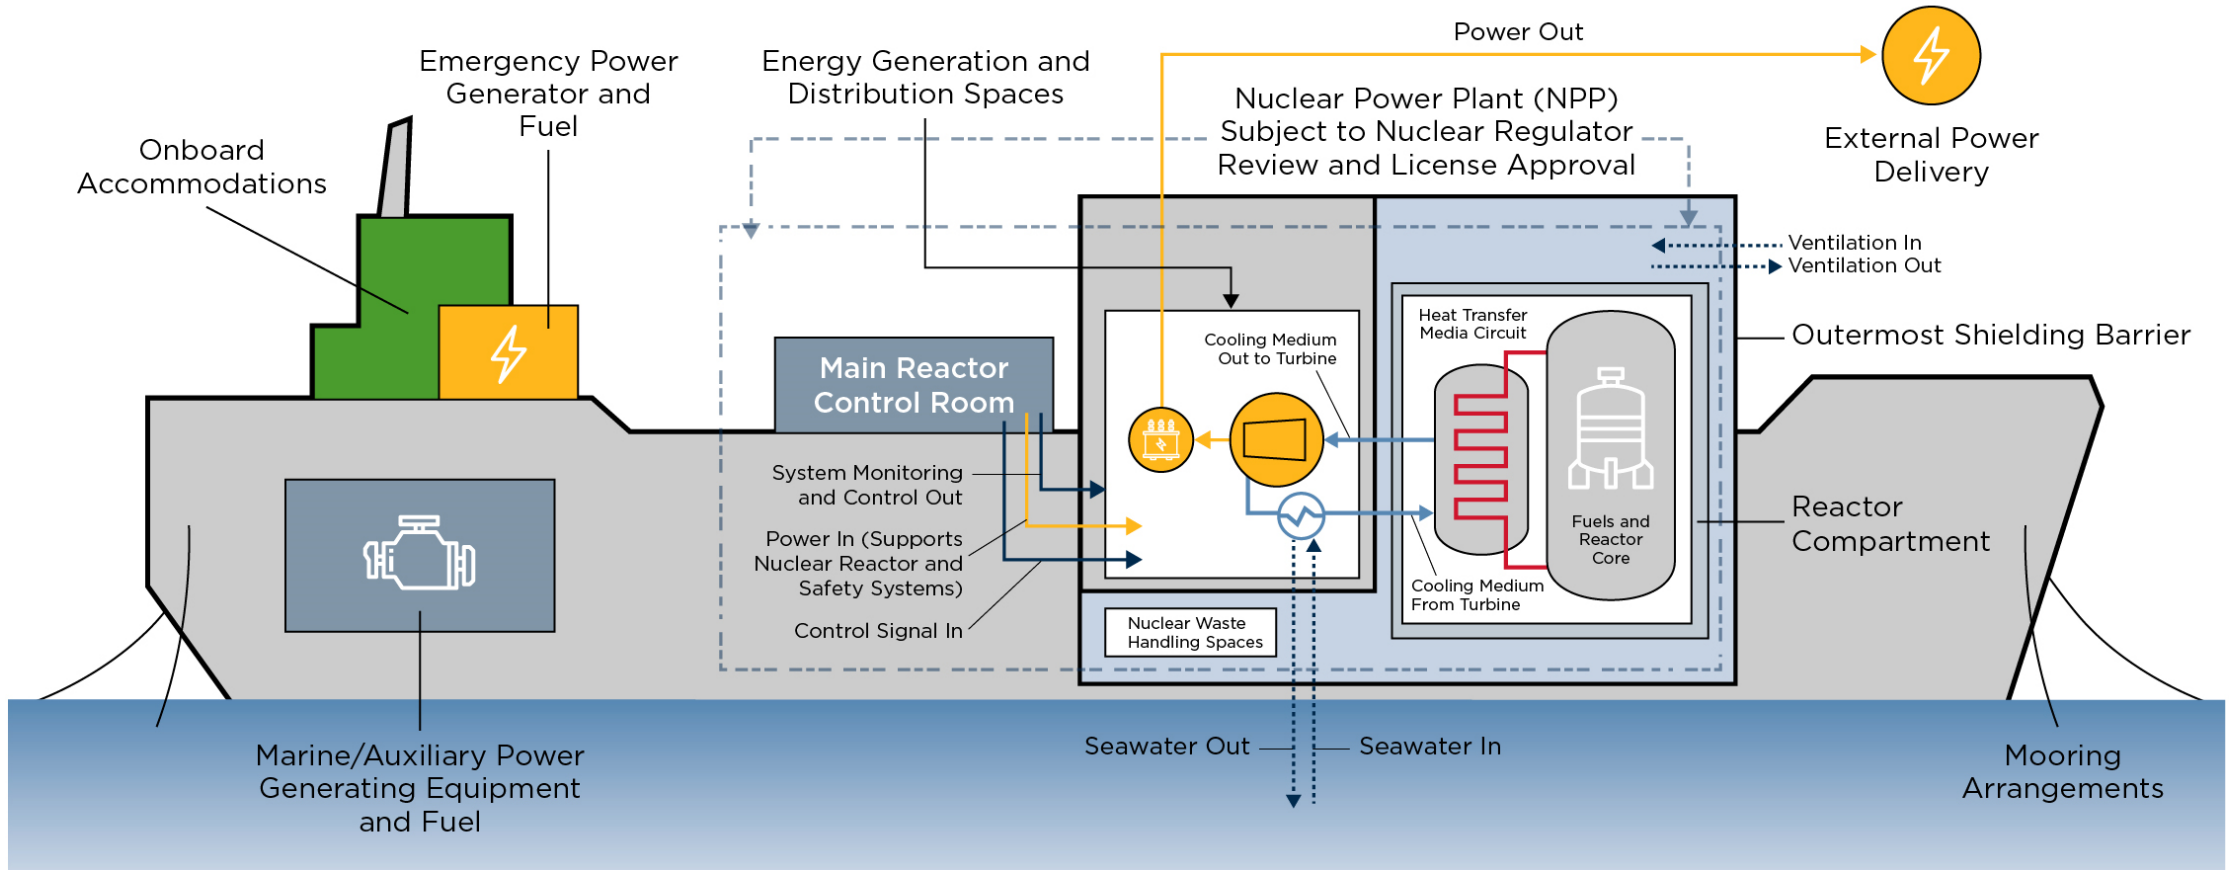 Power Out
Emergency Power
Generator and
Fuel
Energy Generation and
Distribution Spaces
Nuclear Power Plant (NPP)
Subject to Nuclear Regulator
Review and License Approval
External Power
Delivery
Onboard
Accommodations
Ventilation In
Ventilation Out
Outermost Shielding Barrier
Heat Transfer
Media Circuit
Cooling Medium
Out to Turbine
Main Reactor
Control Room
System Monitoring
and Control Out
Power In (Supports
Nuclear Reactor and
Safety Systems)
Control Signal In
Fuels and
Reactor
Core
Reactor
Compartment
Cooling Medium
From Turbine
Nuclear Waste
Handling Spaces
Seawater Out
Seawater In
Marine/Auxiliary Power
Generating Equipment
and Fuel
Mooring
Arrangements